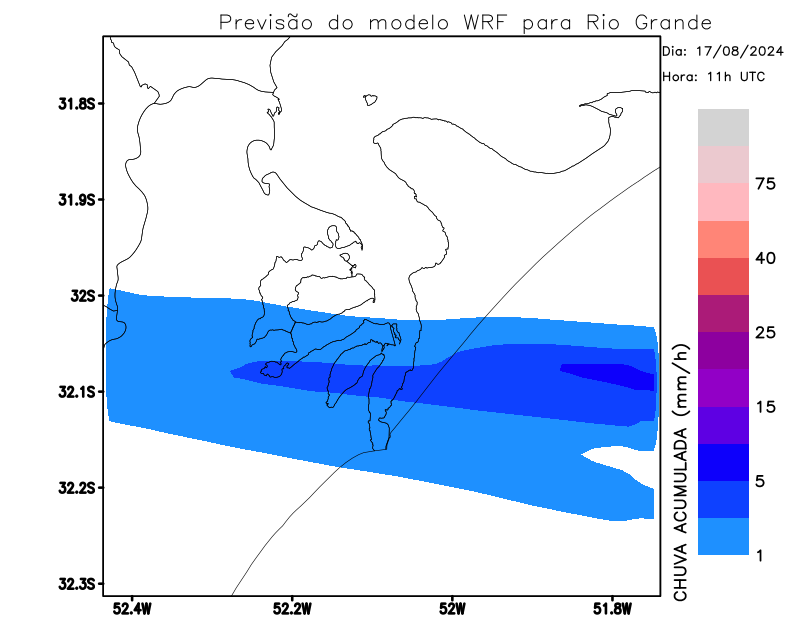 Previsão do modelo WRF para Rio Grande
Dia: 17/08/2024
Hora: 11h UTC
31.8S
31.9S
32S
32.1S
32.2S
32.3S
52.4W
52.2W
52W
51.8W
75
40
25
15
5
1
CHUVA ACUMULADA (mm/h)